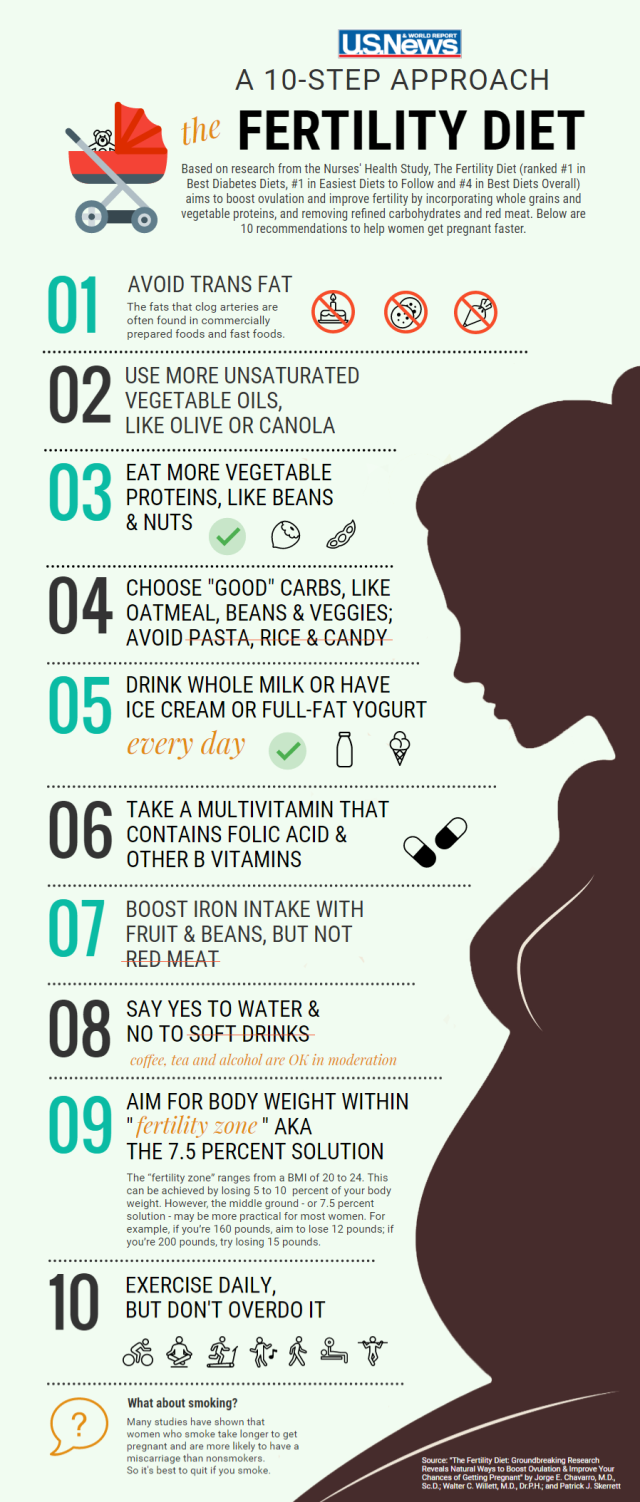 U.S.News & WORLD REPORT
A 10-STEP APPROACH
the FERTILITY DIET
Based on research from the Nurses' Health Study, The Fertility Diet (ranked #1 in
Best Diabetes Diets, #1 in Easiest Diets to Follow and #4 in Best Diets Overall)
aims to boost ovulation and improve fertility by incorporating whole grains and
vegetable proteins, and removing refined carbohydrates and red meat. Below are
10 recommendations to help women get pregnant faster.
01
AVOID TRANS FAT
The fats that clog arteries are
often found in commercially
prepared foods and fast foods.
02
USE MORE UNSATURATED
VEGETABLE OILS,
LIKE OLIVE OR CANOLA
03
EAT MORE VEGETABLE
PROTEINS, LIKE BEANS
& NUTS
04
CHOOSE "GOOD" CARBS, LIKE
OATMEAL, BEANS & VEGGIES;
AVOID PASTA, RICE & CANDY
05
DRINK WHOLE MILK OR HAVE
ICE CREAM OR FULL-FAT YOGURT
every day
06
TAKE A MULTIVITAMIN THAT
CONTAINS FOLIC ACID &
OTHER B VITAMINS
07
BOOST IRON INTAKE WITH
FRUIT & BEANS, BUT NOT
RED MEAT
08
SAY YES TO WATER &
NO TO SOFT DRINKS
coffee, tea and alcohol are OK in moderation
09
AIM FOR BODY WEIGHT WITHIN
"fertility zone" AKA
THE 7.5 PERCENT SOLUTION
The "fertility zone" ranges from a BMI of 20 to 24. This
can be achieved by losing 5 to 10 percent of your body
weight. However, the middle ground - or 7.5 percent
solution - may be more practical for most women. For
example, if you're 160 pounds, aim to lose 12 pounds; if
you're 200 pounds, try losing 15 pounds.
10
EXERCISE DAILY,
BUT DON'T OVERDO IT
?
What about smoking?
Many studies have shown that
women who smoke take longer to get
pregnant and are more likely to have a
miscarriage than nonsmokers.
So it's best to quit if you smoke.
Source: "The Fertility Diet: Groundbreaking Research
Reveals Natural Ways to Boost Ovulation & Improve Your
Chances of Getting Pregnant" by Jorge E. Chavarro, M.D.,
Sc.D.; Walter C. Willett, M.D., Dr.P.H.; and Patrick J. Skerrett